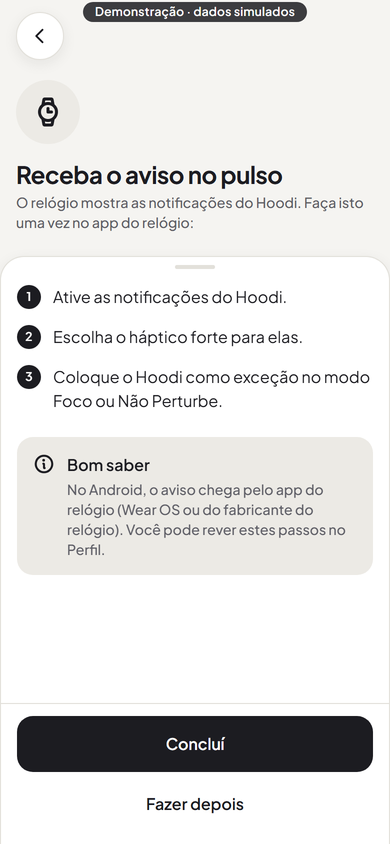 Demonstração · dados simulados
Receba o aviso no pulso
O relógio mostra as notificações do Hoodi. Faça isto
uma vez no app do relógio:
1 Ative as notificações do Hoodi.
2 Escolha o háptico forte para elas.
3 Coloque o Hoodi como exceção no modo
Foco ou Não Perturbe.
Bom saber
No Android, o aviso chega pelo app do
relógio (Wear OS ou do fabricante do
relógio). Você pode rever estes passos no
Perfil.
Concluí
Fazer depois